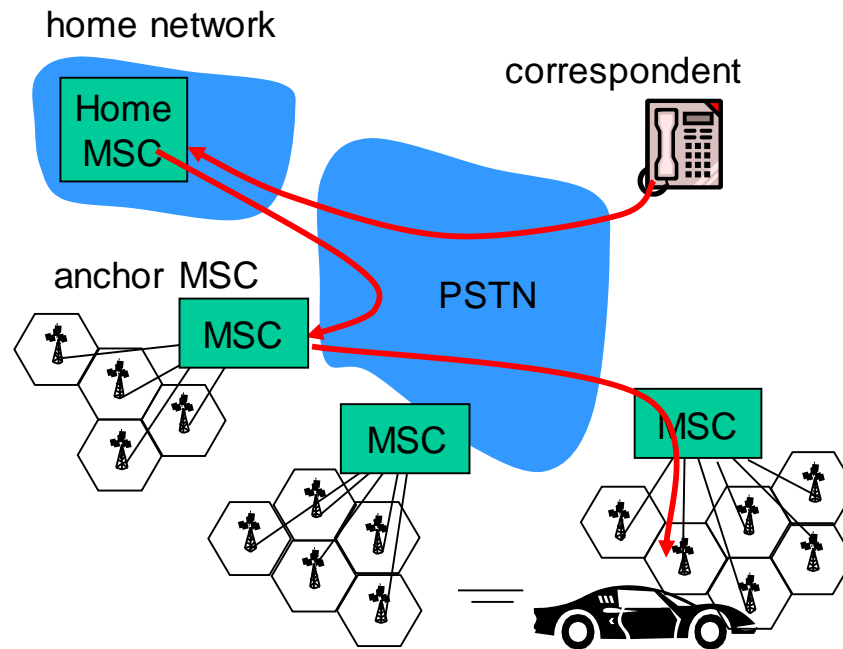 home network
correspondent
Home
MSC
anchor MSC
PSTN
MSC
MSC
MSC